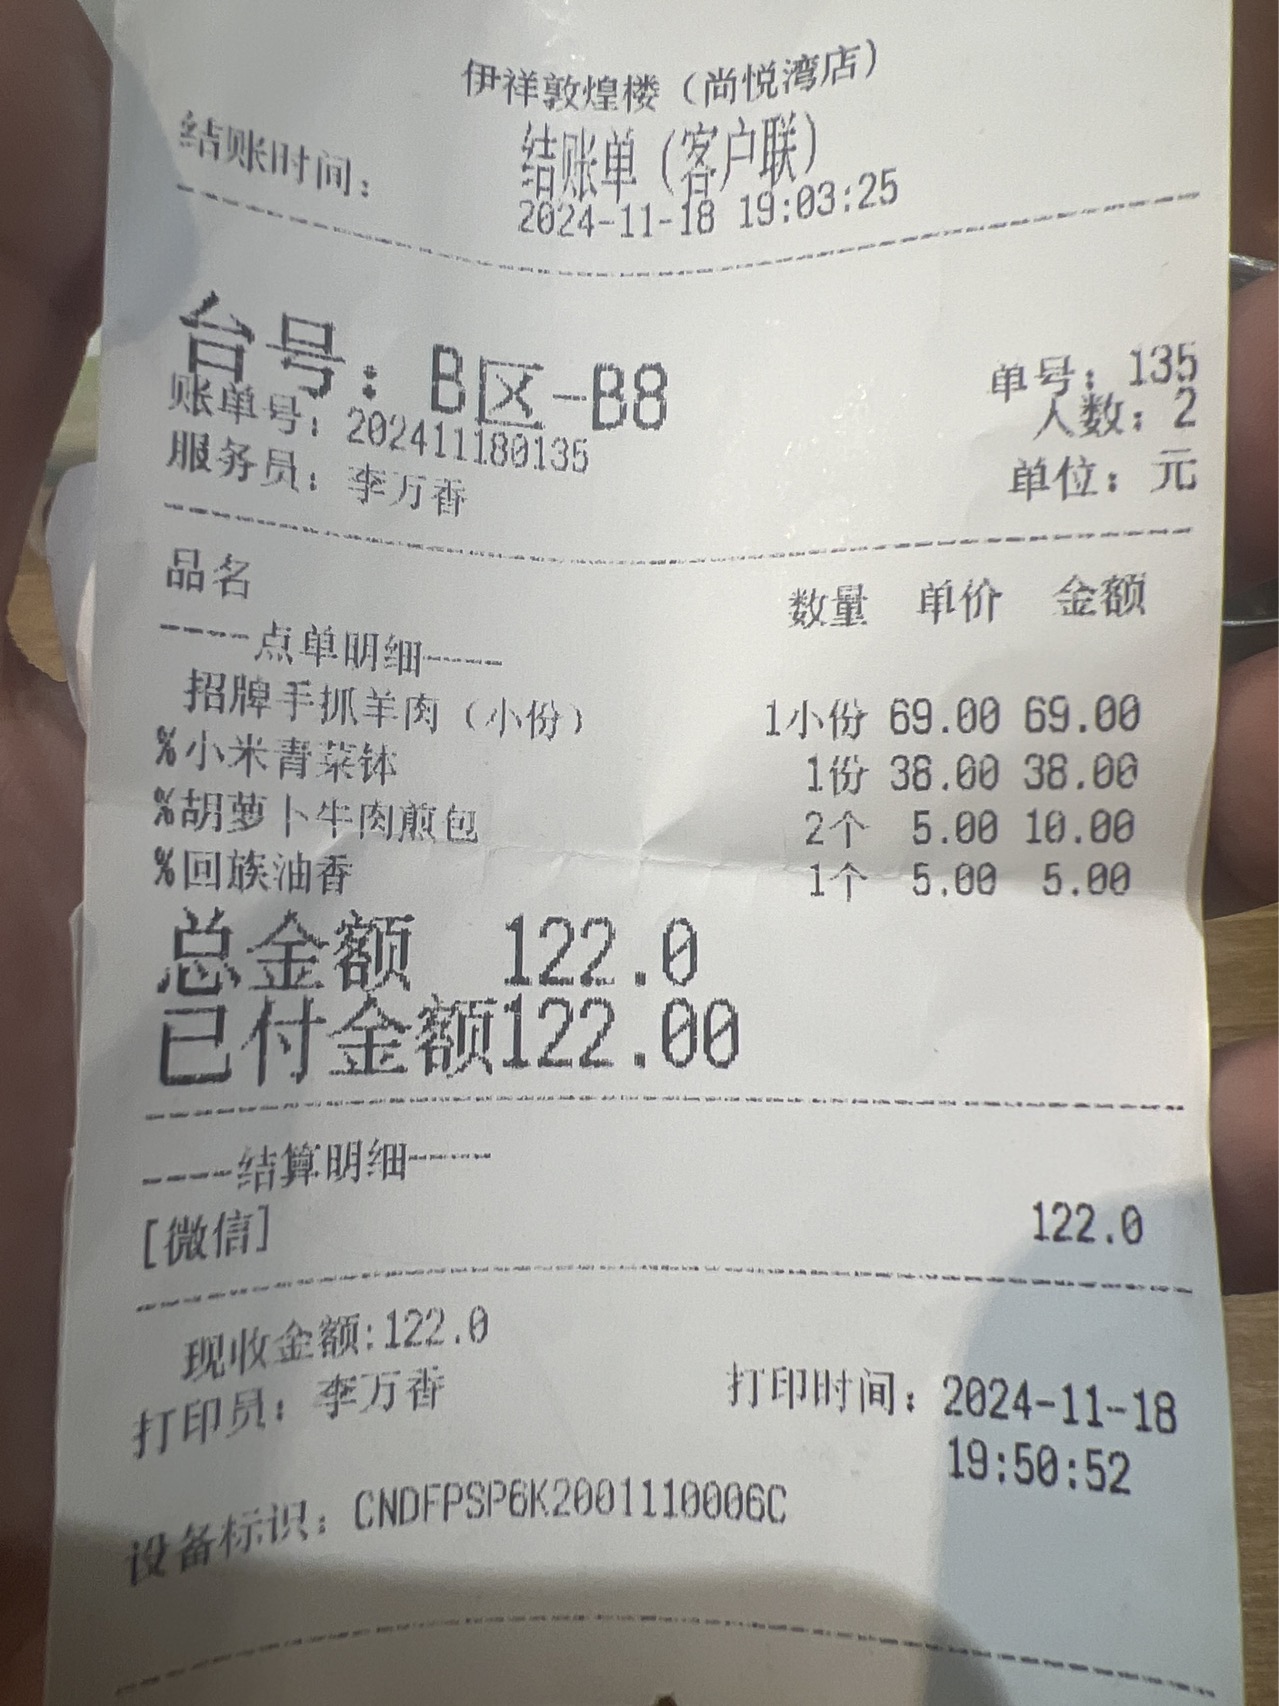 伊祥敦煌楼（尚悦湾店）
结账单（客户联）
结账时间： 2024-11-18 19:03:25
台号：B区-B8 单号：135
账单号：202411180135 人数：2
服务员：李万香 单位：元
品名 数量 单价 金额
----点单明细----
招牌手抓羊肉（小份） 1小份 69.00 69.00
%小米青菜钵 1份 38.00 38.00
%胡萝卜牛肉煎包 2个 5.00 10.00
%回族油香 1个 5.00 5.00
总金额 122.0
已付金额122.00
----结算明细----
[微信] 122.0
现收金额:122.0
打印员：李万香 打印时间：2024-11-18
19:50:52
设备标识：CNDFPSP6K2001110006C